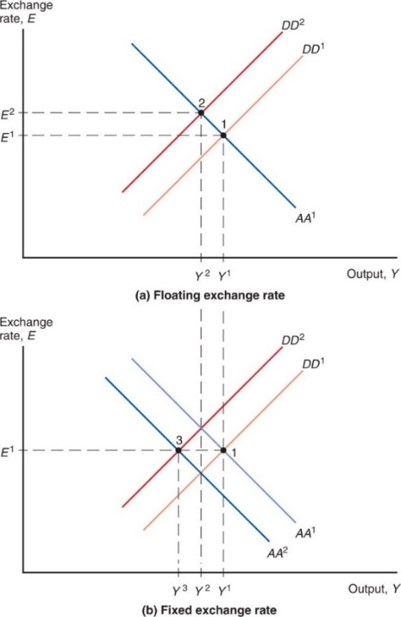 Exchange
rate, E
DD²
DD¹
E²
2
1
E¹
AA¹
Y² Y¹
Output, Y
(a) Floating exchange rate
Exchange
rate, E
DD²
DD¹
3
E¹
1
AA¹
AA²
Y³ Y² Y¹
Output, Y
(b) Fixed exchange rate